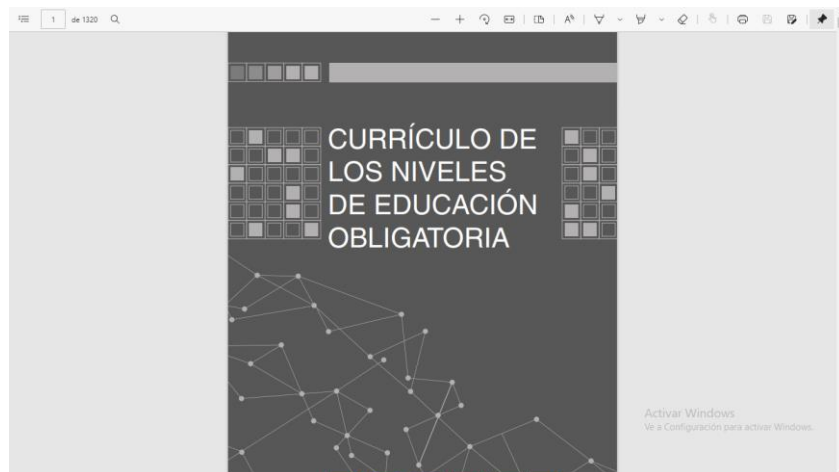 1 de 1320
CURRÍCULO DE
LOS NIVELES
DE EDUCACIÓN
OBLIGATORIA
Activar Windows
Ve a Configuración para activar Windows.